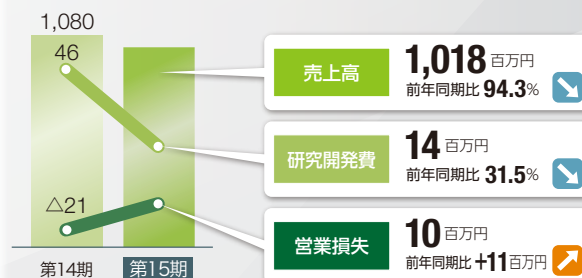 1,080
46
△21
第14期
第15期
売上高
1,018百万円
前年同期比 94.3%
研究開発費
14百万円
前年同期比 31.5%
営業損失
10百万円
前年同期比 +11百万円